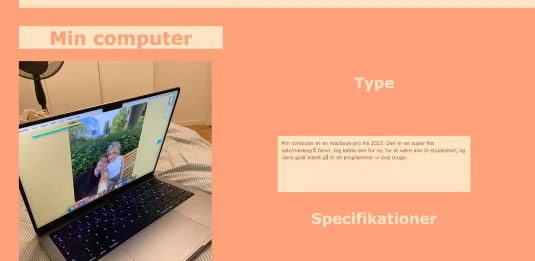 Min computer
Type
Min computer er en macbook-pro fra 2023. Den er en super flot
sølv/mørkegrå farve. Jeg købte den for ny, for at være klar til studiestart, og
være godt klædt på til de programmer vi skal bruge.
Specifikationer